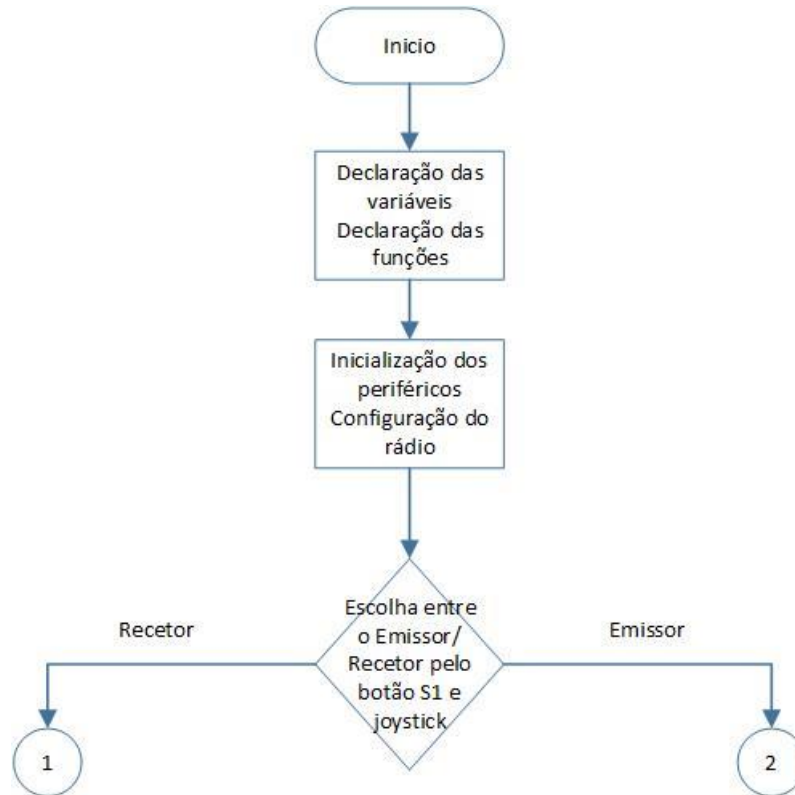 Inicio
Declaração das
variáveis
Declaração das
funções
Inicialização dos
periféricos
Configuração do
rádio
Escolha entre
o Emissor/
Recetor pelo
botão S1 e
joystick
Recetor
Emissor
1
2